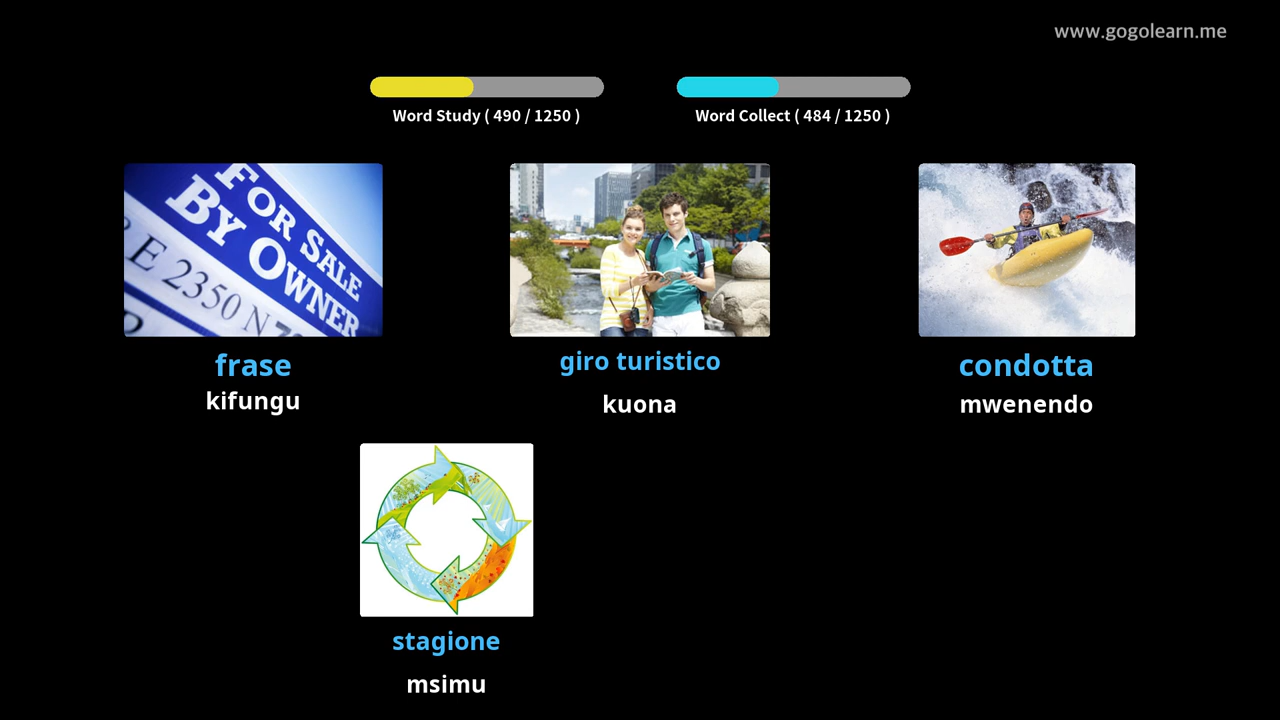 www.gogolearn.me
Word Study ( 490 / 1250 )
Word Collect ( 484 / 1250 )
FOR SALE
BY OWNER
E 2350 N
frase
kifungu
giro turistico
kuona
condotta
mwenendo
stagione
msimu